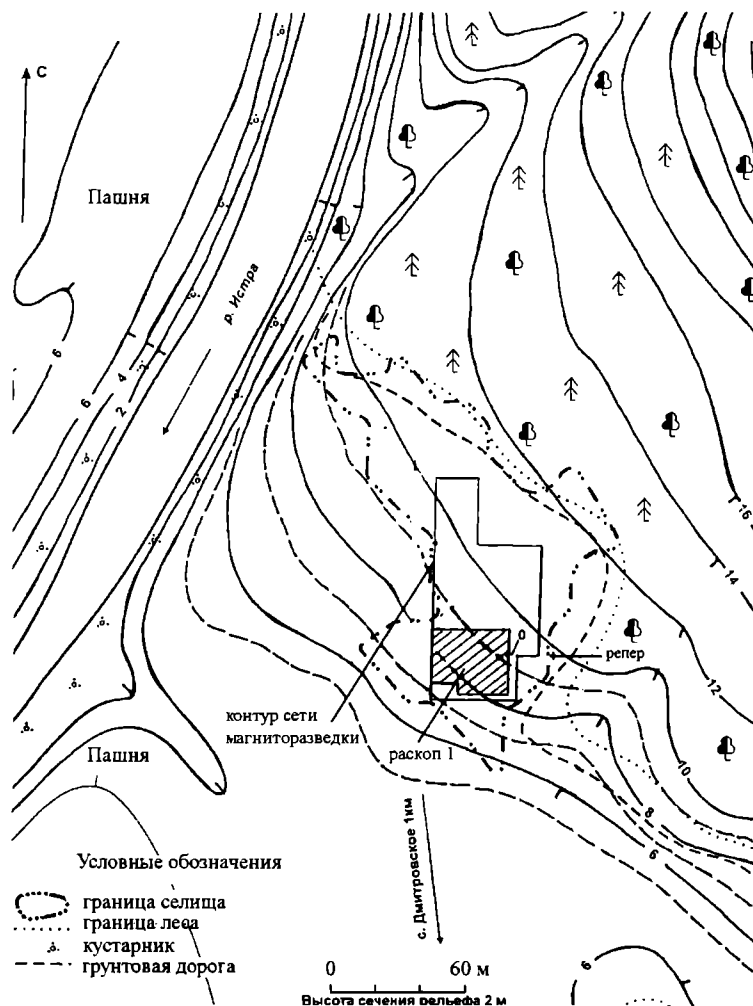 С
Пашня
р. Истра
6
6
4
2
16
14
12
10
8
6
0
репер
контур сети
магниторазведки
раскоп 1
Пашня
с. Дмитровское 1км
Условные обозначения
граница селища
граница леса
кустарник
грунтовая дорога
0 60 м
Высота сечения рельефа 2 м
6